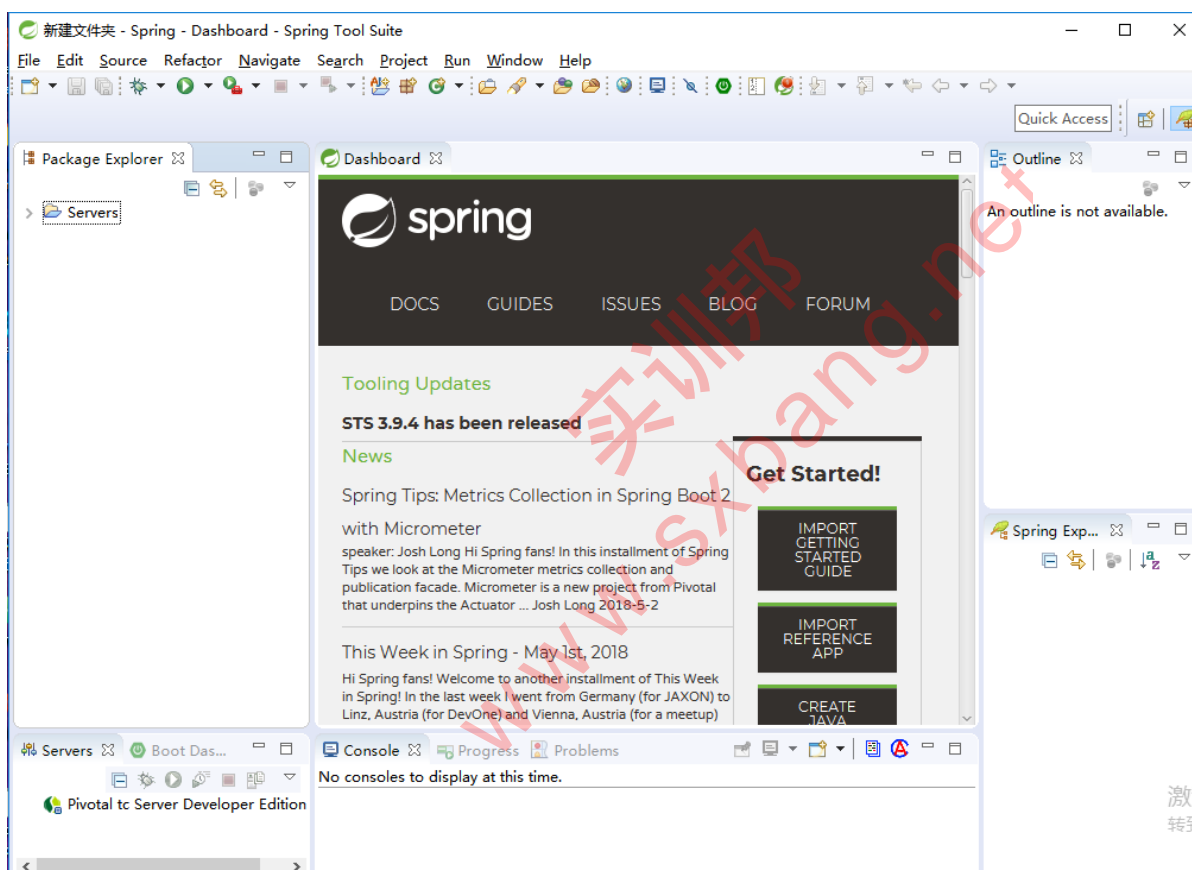 新建文件夹 - Spring - Dashboard - Spring Tool Suite
File Edit Source Refactor Navigate Search Project Run Window Help
Quick Access
Package Explorer
Servers
Dashboard
spring
DOCS GUIDES ISSUES BLOG FORUM
Tooling Updates
STS 3.9.4 has been released
News
Spring Tips: Metrics Collection in Spring Boot 2
with Micrometer
speaker: Josh Long Hi Spring fans! In this installment of Spring
Tips we look at the Micrometer metrics collection and
publication facade. Micrometer is a new project from Pivotal
that underpins the Actuator ... Josh Long 2018-5-2
This Week in Spring - May 1st, 2018
Hi Spring fans! Welcome to another installment of This Week
in Spring! In the last week I went from Germany (for JAXON) to
Linz, Austria (for DevOne) and Vienna, Austria (for a meetup)
Get Started!
IMPORT
GETTING
STARTED
GUIDE
IMPORT
REFERENCE
APP
CREATE
JAVA
Outline
An outline is not available.
Spring Exp...
Servers Boot Das...
Pivotal tc Server Developer Edition
Console Progress Problems
No consoles to display at this time.
实训邦
www.sxbang.net
激
转到